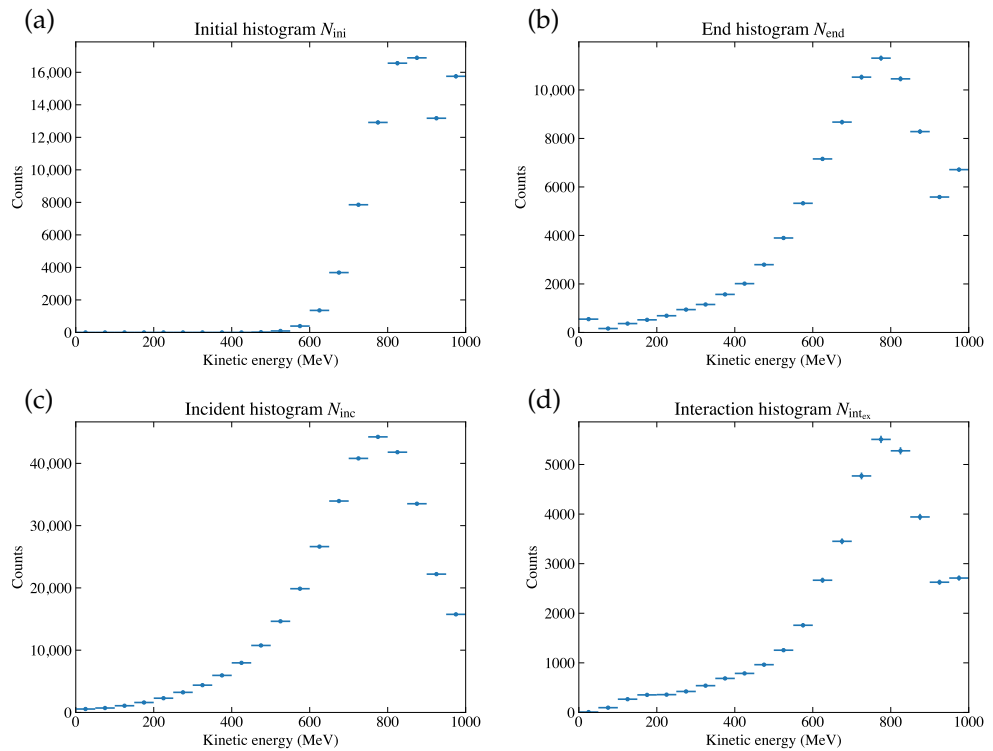 (a)
Initial histogram N_ini
Counts
16,000
14,000
12,000
10,000
8000
6000
4000
2000
0
0 200 400 600 800 1000
Kinetic energy (MeV)
(b)
End histogram N_end
Counts
10,000
8000
6000
4000
2000
0
0 200 400 600 800 1000
Kinetic energy (MeV)
(c)
Incident histogram N_inc
Counts
40,000
30,000
20,000
10,000
0
0 200 400 600 800 1000
Kinetic energy (MeV)
(d)
Interaction histogram N_int_ex
Counts
5000
4000
3000
2000
1000
0
0 200 400 600 800 1000
Kinetic energy (MeV)